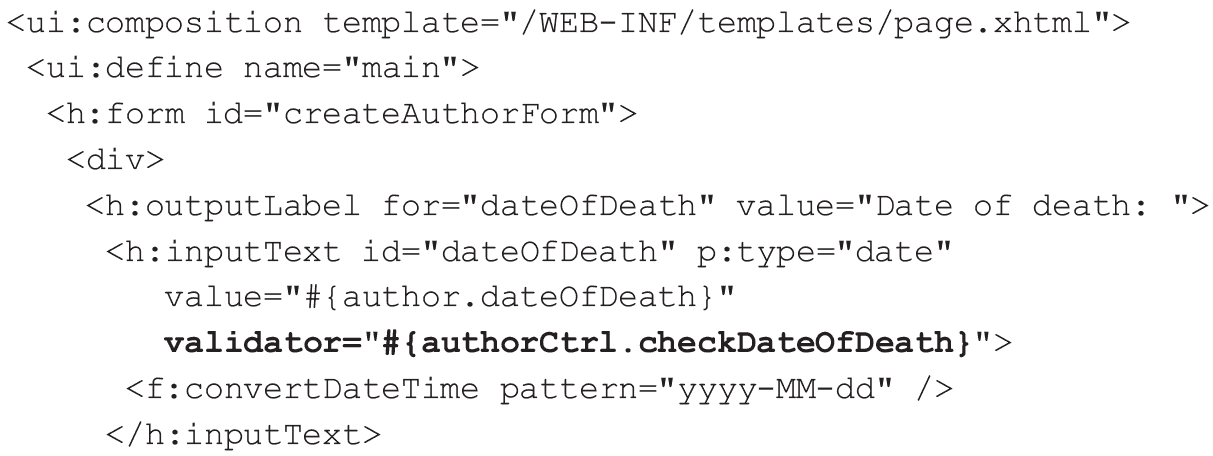 <ui:composition template="/WEB-INF/templates/page.xhtml">
<ui:define name="main">
<h:form id="createAuthorForm">
<div>
<h:outputLabel for="dateOfDeath" value="Date of death: ">
<h:inputText id="dateOfDeath" p:type="date"
value="#{author.dateOfDeath}"
validator="#{authorCtrl.checkDateOfDeath}">
<f:convertDateTime pattern="yyyy-MM-dd" />
</h:inputText>